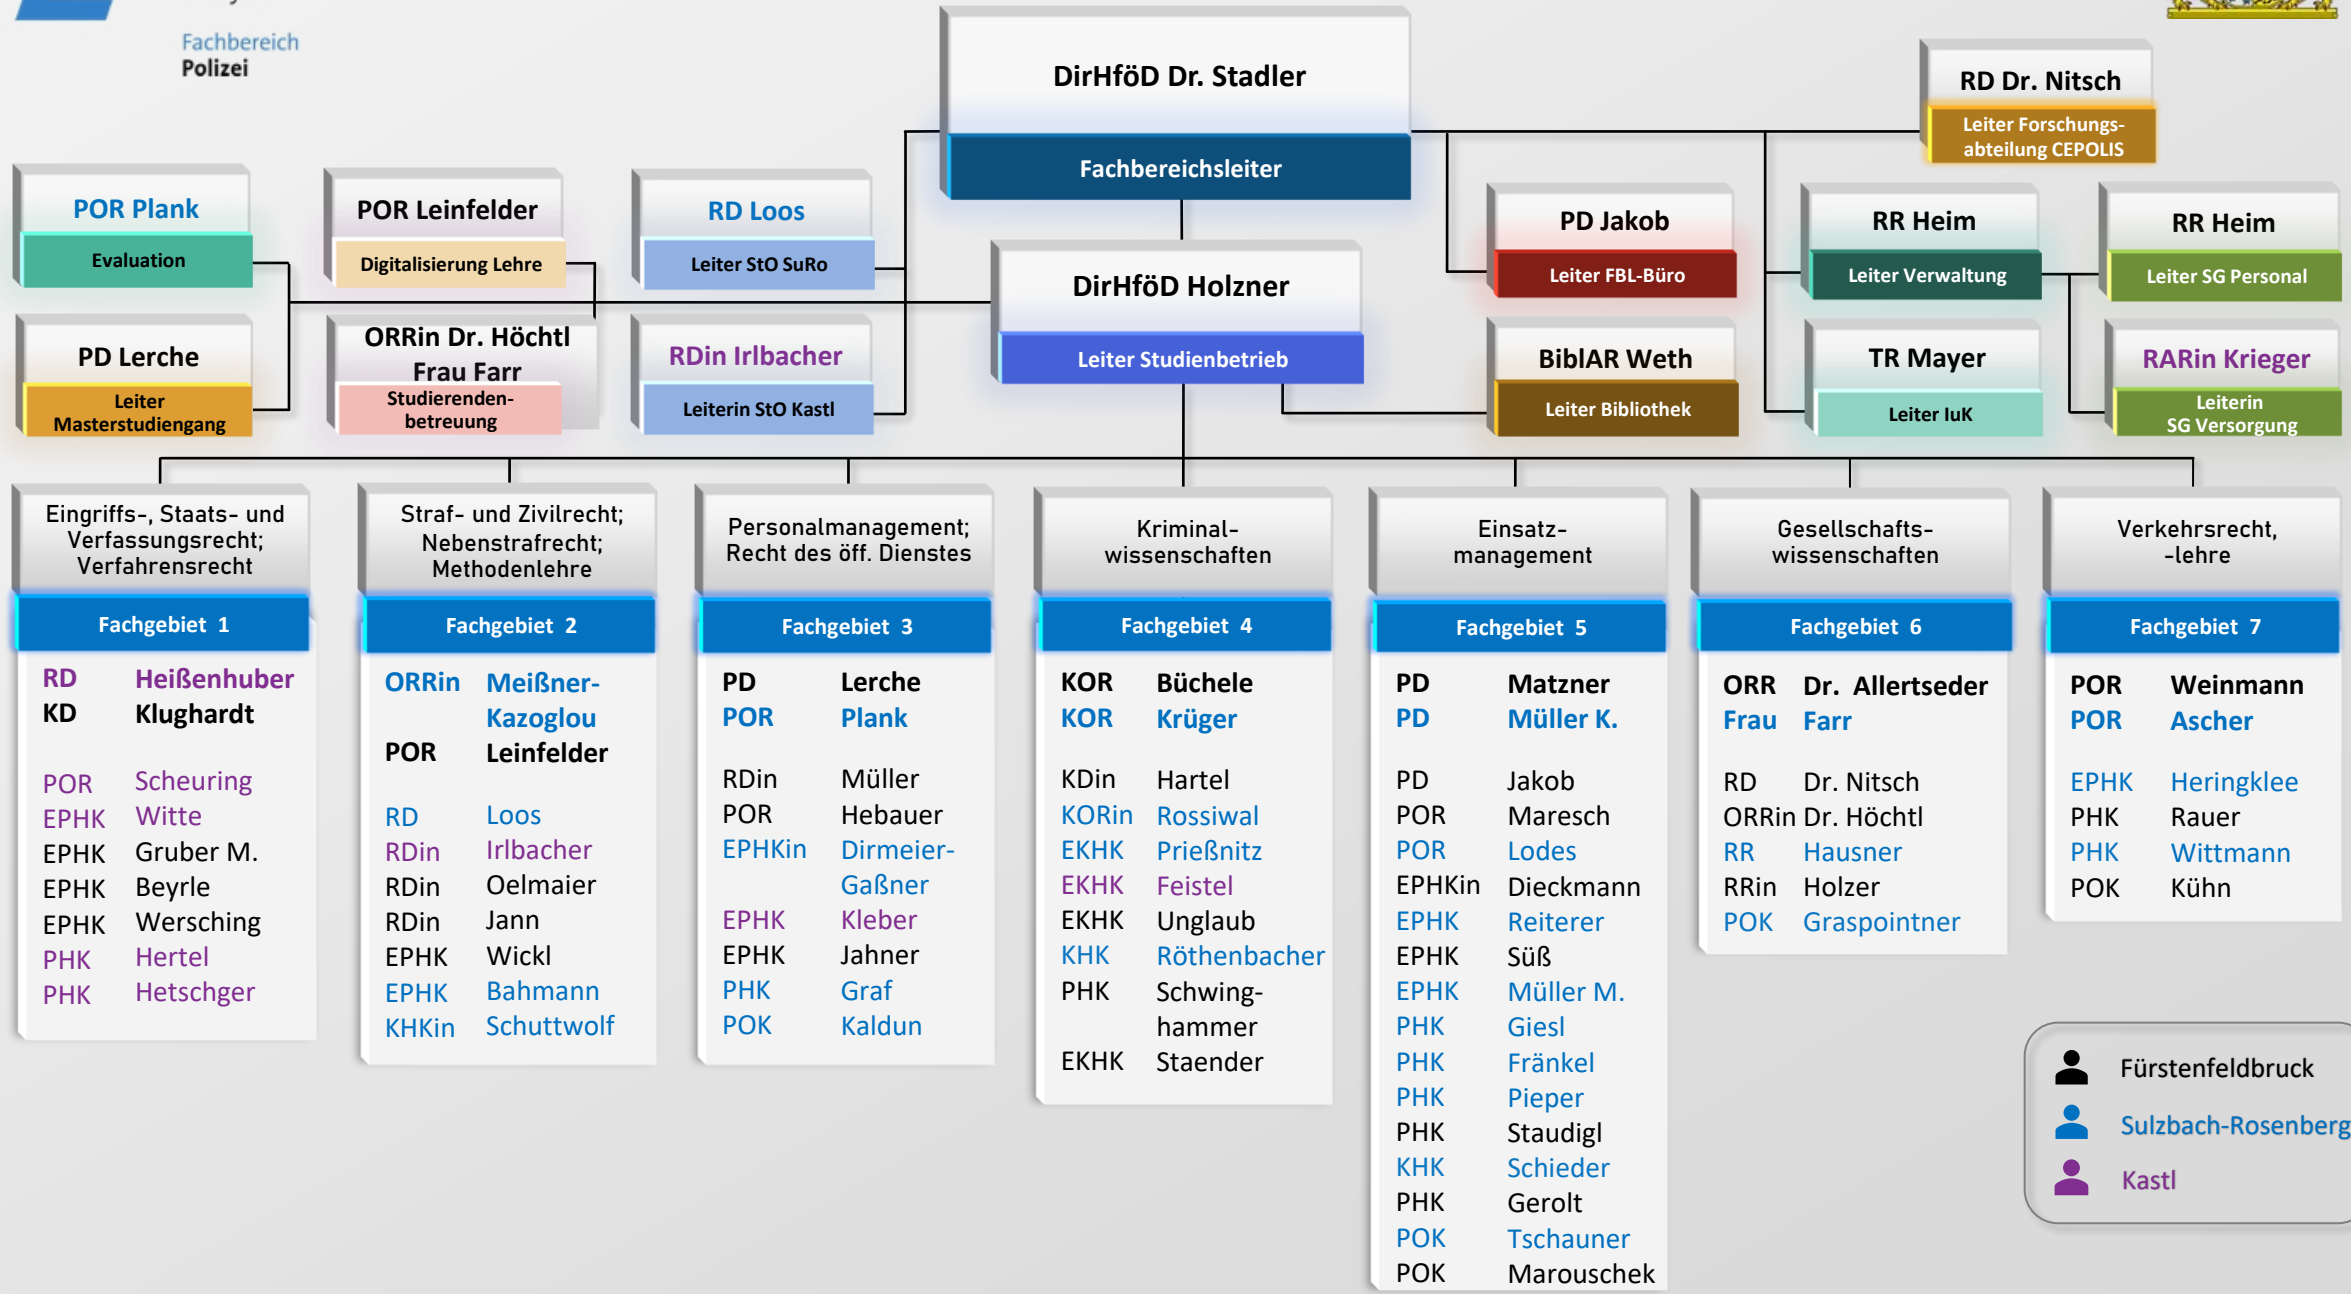 Fachbereich
Polizei
DirHföD Dr. Stadler
Fachbereichsleiter
RD Dr. Nitsch
Leiter Forschungs-
abteilung CEPOLIS
POR Plank
Evaluation
POR Leinfelder
Digitalisierung Lehre
RD Loos
Leiter StO SuRo
DirHföD Holzner
Leiter Studienbetrieb
PD Jakob
Leiter FBL-Büro
RR Heim
Leiter Verwaltung
RR Heim
Leiter SG Personal
PD Lerche
Leiter
Masterstudiengang
ORRin Dr. Höchtl
Frau Farr
Studierenden-
betreuung
RDin Irlbacher
Leiterin StO Kastl
BiblAR Weth
Leiter Bibliothek
TR Mayer
Leiter IuK
RARin Krieger
Leiterin
SG Versorgung
Eingriffs-, Staats- und
Verfassungsrecht;
Verfahrensrecht
Fachgebiet 1
RD Heißenhuber
KD Klughardt
POR Scheuring
EPHK Witte
EPHK Gruber M.
EPHK Beyrle
EPHK Wersching
PHK Hertel
PHK Hetschger
Straf- und Zivilrecht;
Nebenstrafrecht;
Methodenlehre
Fachgebiet 2
ORRin Meißner-
Kazoglou
POR Leinfelder
RD Loos
RDin Irlbacher
RDin Oelmaier
RDin Jann
EPHK Wickl
EPHK Bahmann
KHKin Schuttwolf
Personalmanagement;
Recht des öff. Dienstes
Fachgebiet 3
PD Lerche
POR Plank
RDin Müller
POR Hebauer
EPHKin Dirmeier-
Gaßner
EPHK Kleber
EPHK Jahner
PHK Graf
POK Kaldun
Kriminal-
wissenschaften
Fachgebiet 4
KOR Büchele
KOR Krüger
KDin Hartel
KORin Rossiwal
EKHK Prießnitz
EKHK Feistel
EKHK Unglaub
KHK Röthenbacher
PHK Schwing-
hammer
EKHK Staender
Einsatz-
management
Fachgebiet 5
PD Matzner
PD Müller K.
PD Jakob
POR Maresch
POR Lodes
EPHKin Dieckmann
EPHK Reiterer
EPHK Süß
EPHK Müller M.
PHK Giesl
PHK Fränkel
PHK Pieper
PHK Staudigl
KHK Schieder
PHK Gerolt
POK Tschauner
POK Marouschek
Gesellschafts-
wissenschaften
Fachgebiet 6
ORR Dr. Allertseder
Frau Farr
RD Dr. Nitsch
ORRin Dr. Höchtl
RR Hausner
RRin Holzer
POK Graspointner
Verkehrsrecht,
-lehre
Fachgebiet 7
POR Weinmann
POR Ascher
EPHK Heringklee
PHK Rauer
PHK Wittmann
POK Kühn
Fürstenfeldbruck
Sulzbach-Rosenberg
Kastl